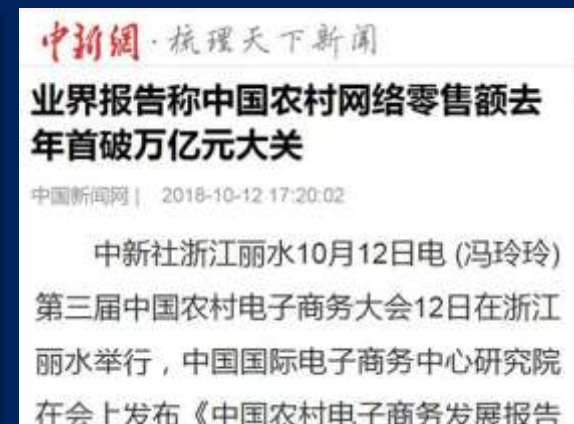 中新網·梳理天下新闻
业界报告称中国农村网络零售额去
年首破万亿元大关
中国新闻网 | 2018-10-12 17:20:02
中新社浙江丽水10月12日电 (冯玲玲)
第三届中国农村电子商务大会12日在浙江
丽水举行，中国国际电子商务中心研究院
在会上发布《中国农村电子商务发展报告